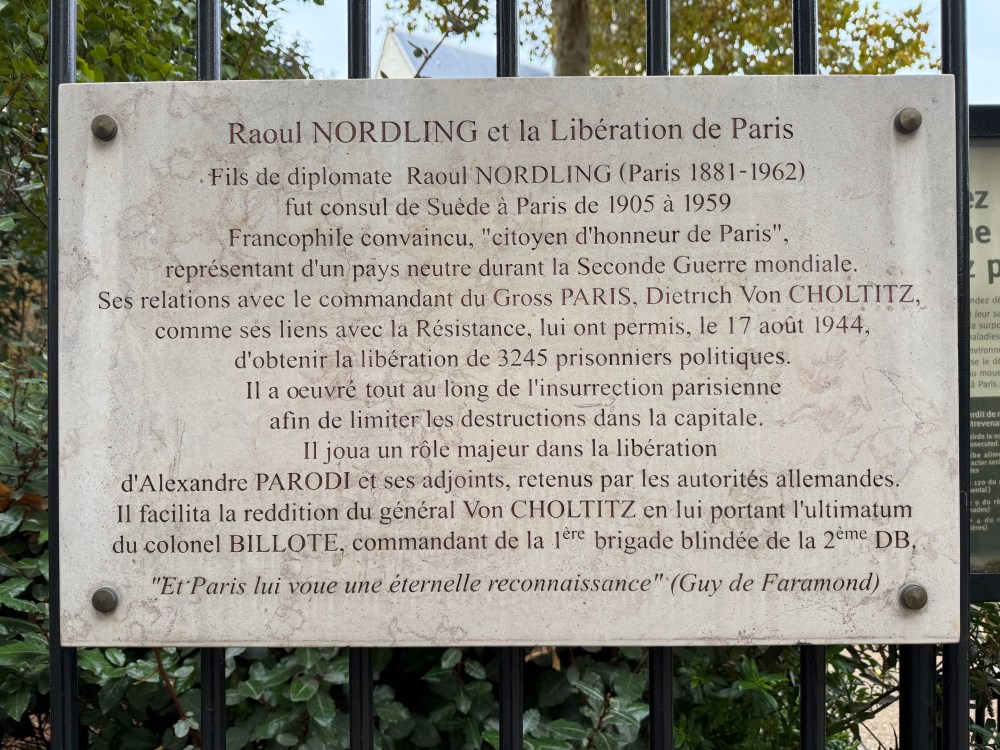 Raoul NORDLING et la Libération de Paris
Fils de diplomate Raoul NORDLING (Paris 1881-1962)
fut consul de Suède à Paris de 1905 à 1959
Francophile convaincu, "citoyen d'honneur de Paris",
représentant d'un pays neutre durant la Seconde Guerre mondiale.
Ses relations avec le commandant du Gross PARIS, Dietrich Von CHOLTITZ,
comme ses liens avec la Résistance, lui ont permis, le 17 août 1944,
d'obtenir la libération de 3245 prisonniers politiques.
Il a oeuvré tout au long de l'insurrection parisienne
afin de limiter les destructions dans la capitale.
Il joua un rôle majeur dans la libération
d'Alexandre PARODI et ses adjoints, retenus par les autorités allemandes.
Il facilita la reddition du général Von CHOLTITZ en lui portant l'ultimatum
du colonel BILLOTE, commandant de la 1ère brigade blindée de la 2ème DB.
"Et Paris lui voue une éternelle reconnaissance" (Guy de Faramond)